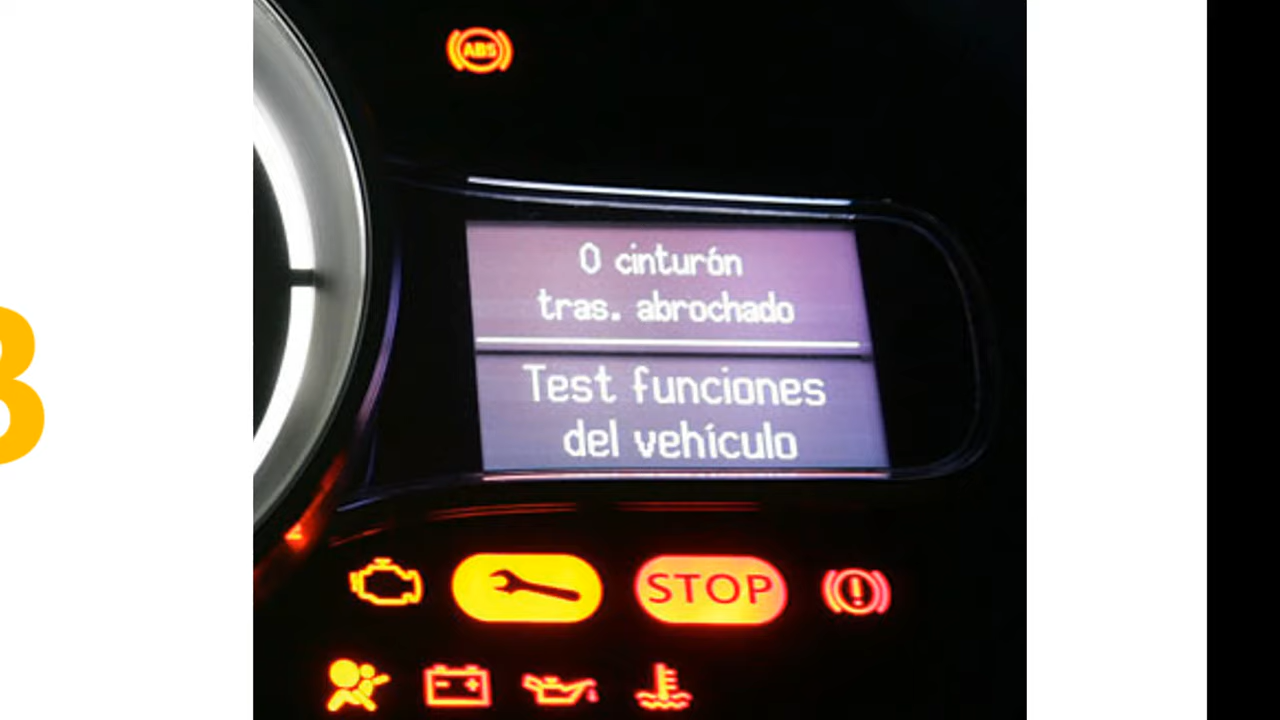 ABS
0 cinturón
tras. abrochado
Test funciones
del vehículo
STOP